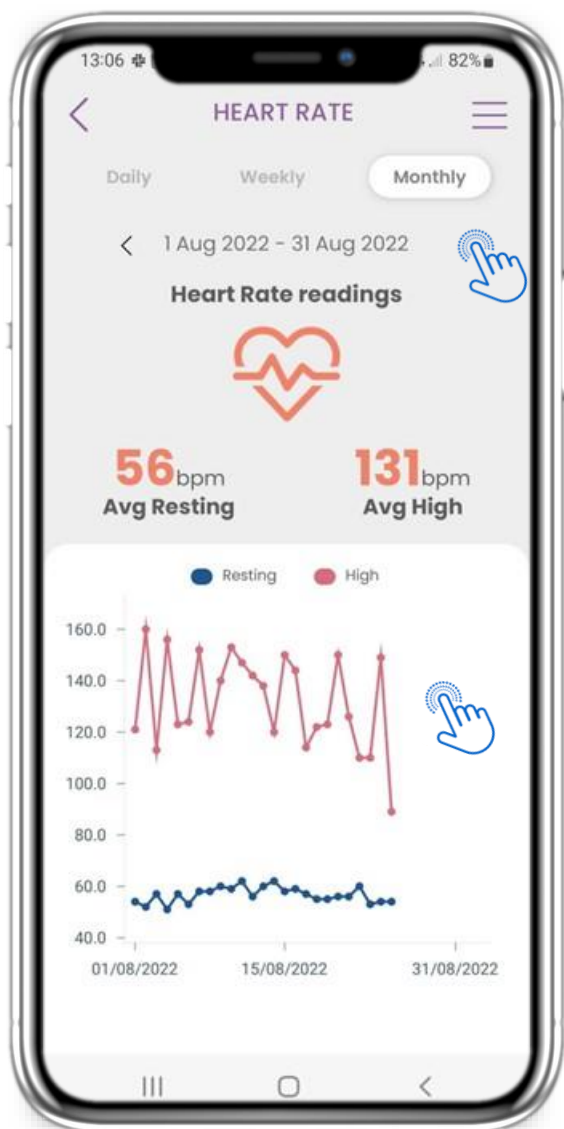 13:06 82%
HEART RATE
Daily Weekly Monthly
1 Aug 2022 - 31 Aug 2022
Heart Rate readings
56bpm 131bpm
Avg Resting Avg High
Resting High
160.0
140.0
120.0
100.0
80.0
60.0
40.0
01/08/2022 15/08/2022 31/08/2022